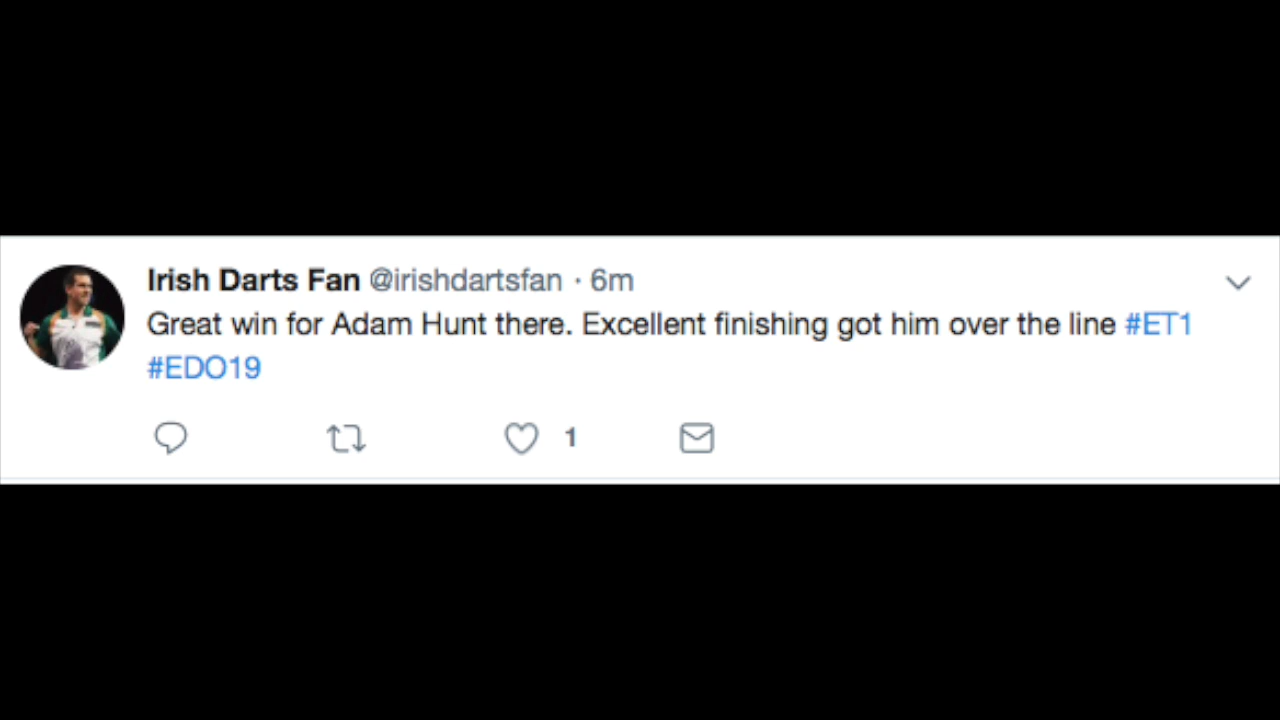 Irish Darts Fan @irishdartsfan · 6m
Great win for Adam Hunt there. Excellent finishing got him over the line #ET1
#EDO19
1